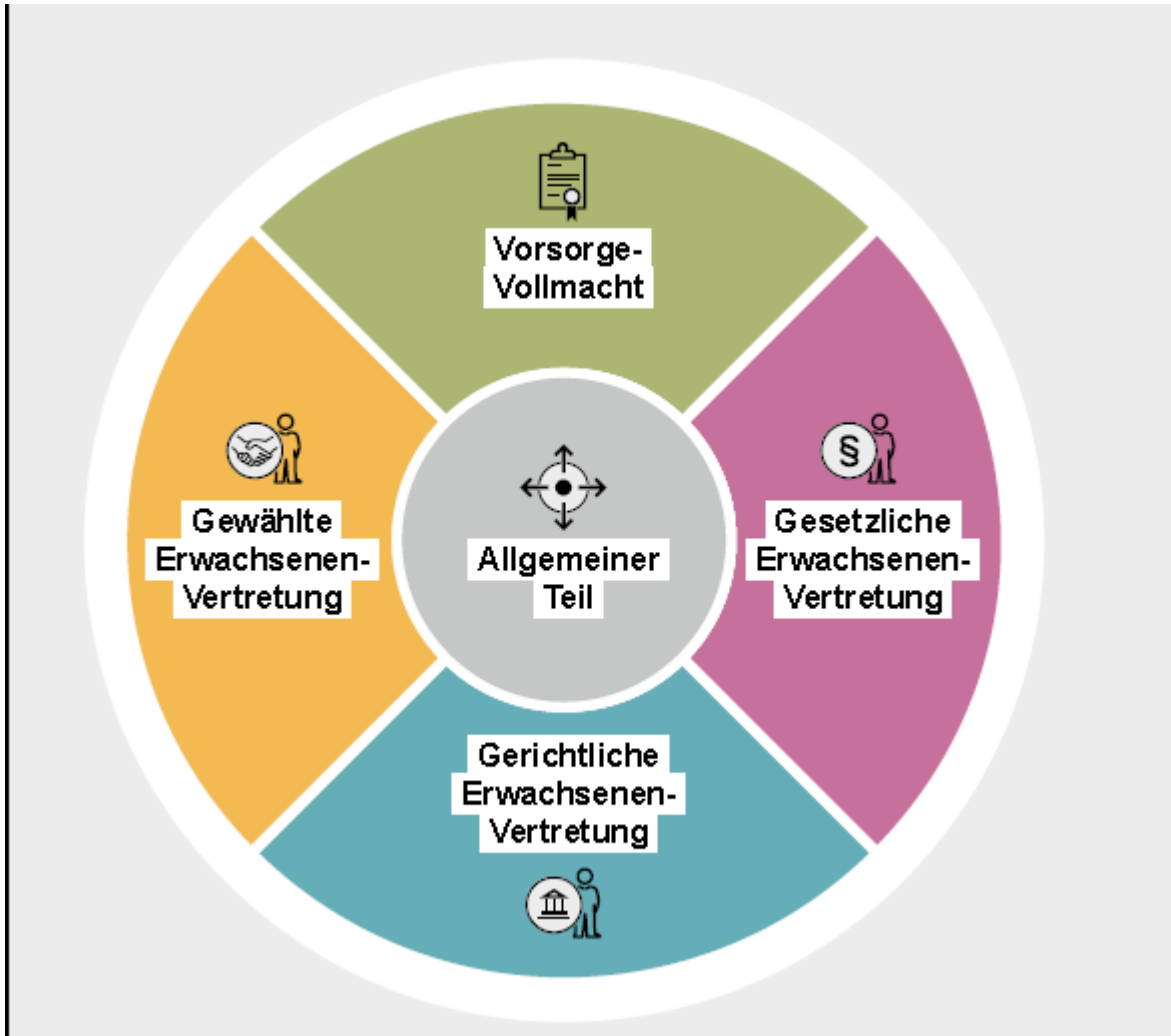 Vorsorge-
Vollmacht
Gewählte
Erwachsenen-
Vertretung
Allgemeiner
Teil
§
Gesetzliche
Erwachsenen-
Vertretung
Gerichtliche
Erwachsenen-
Vertretung